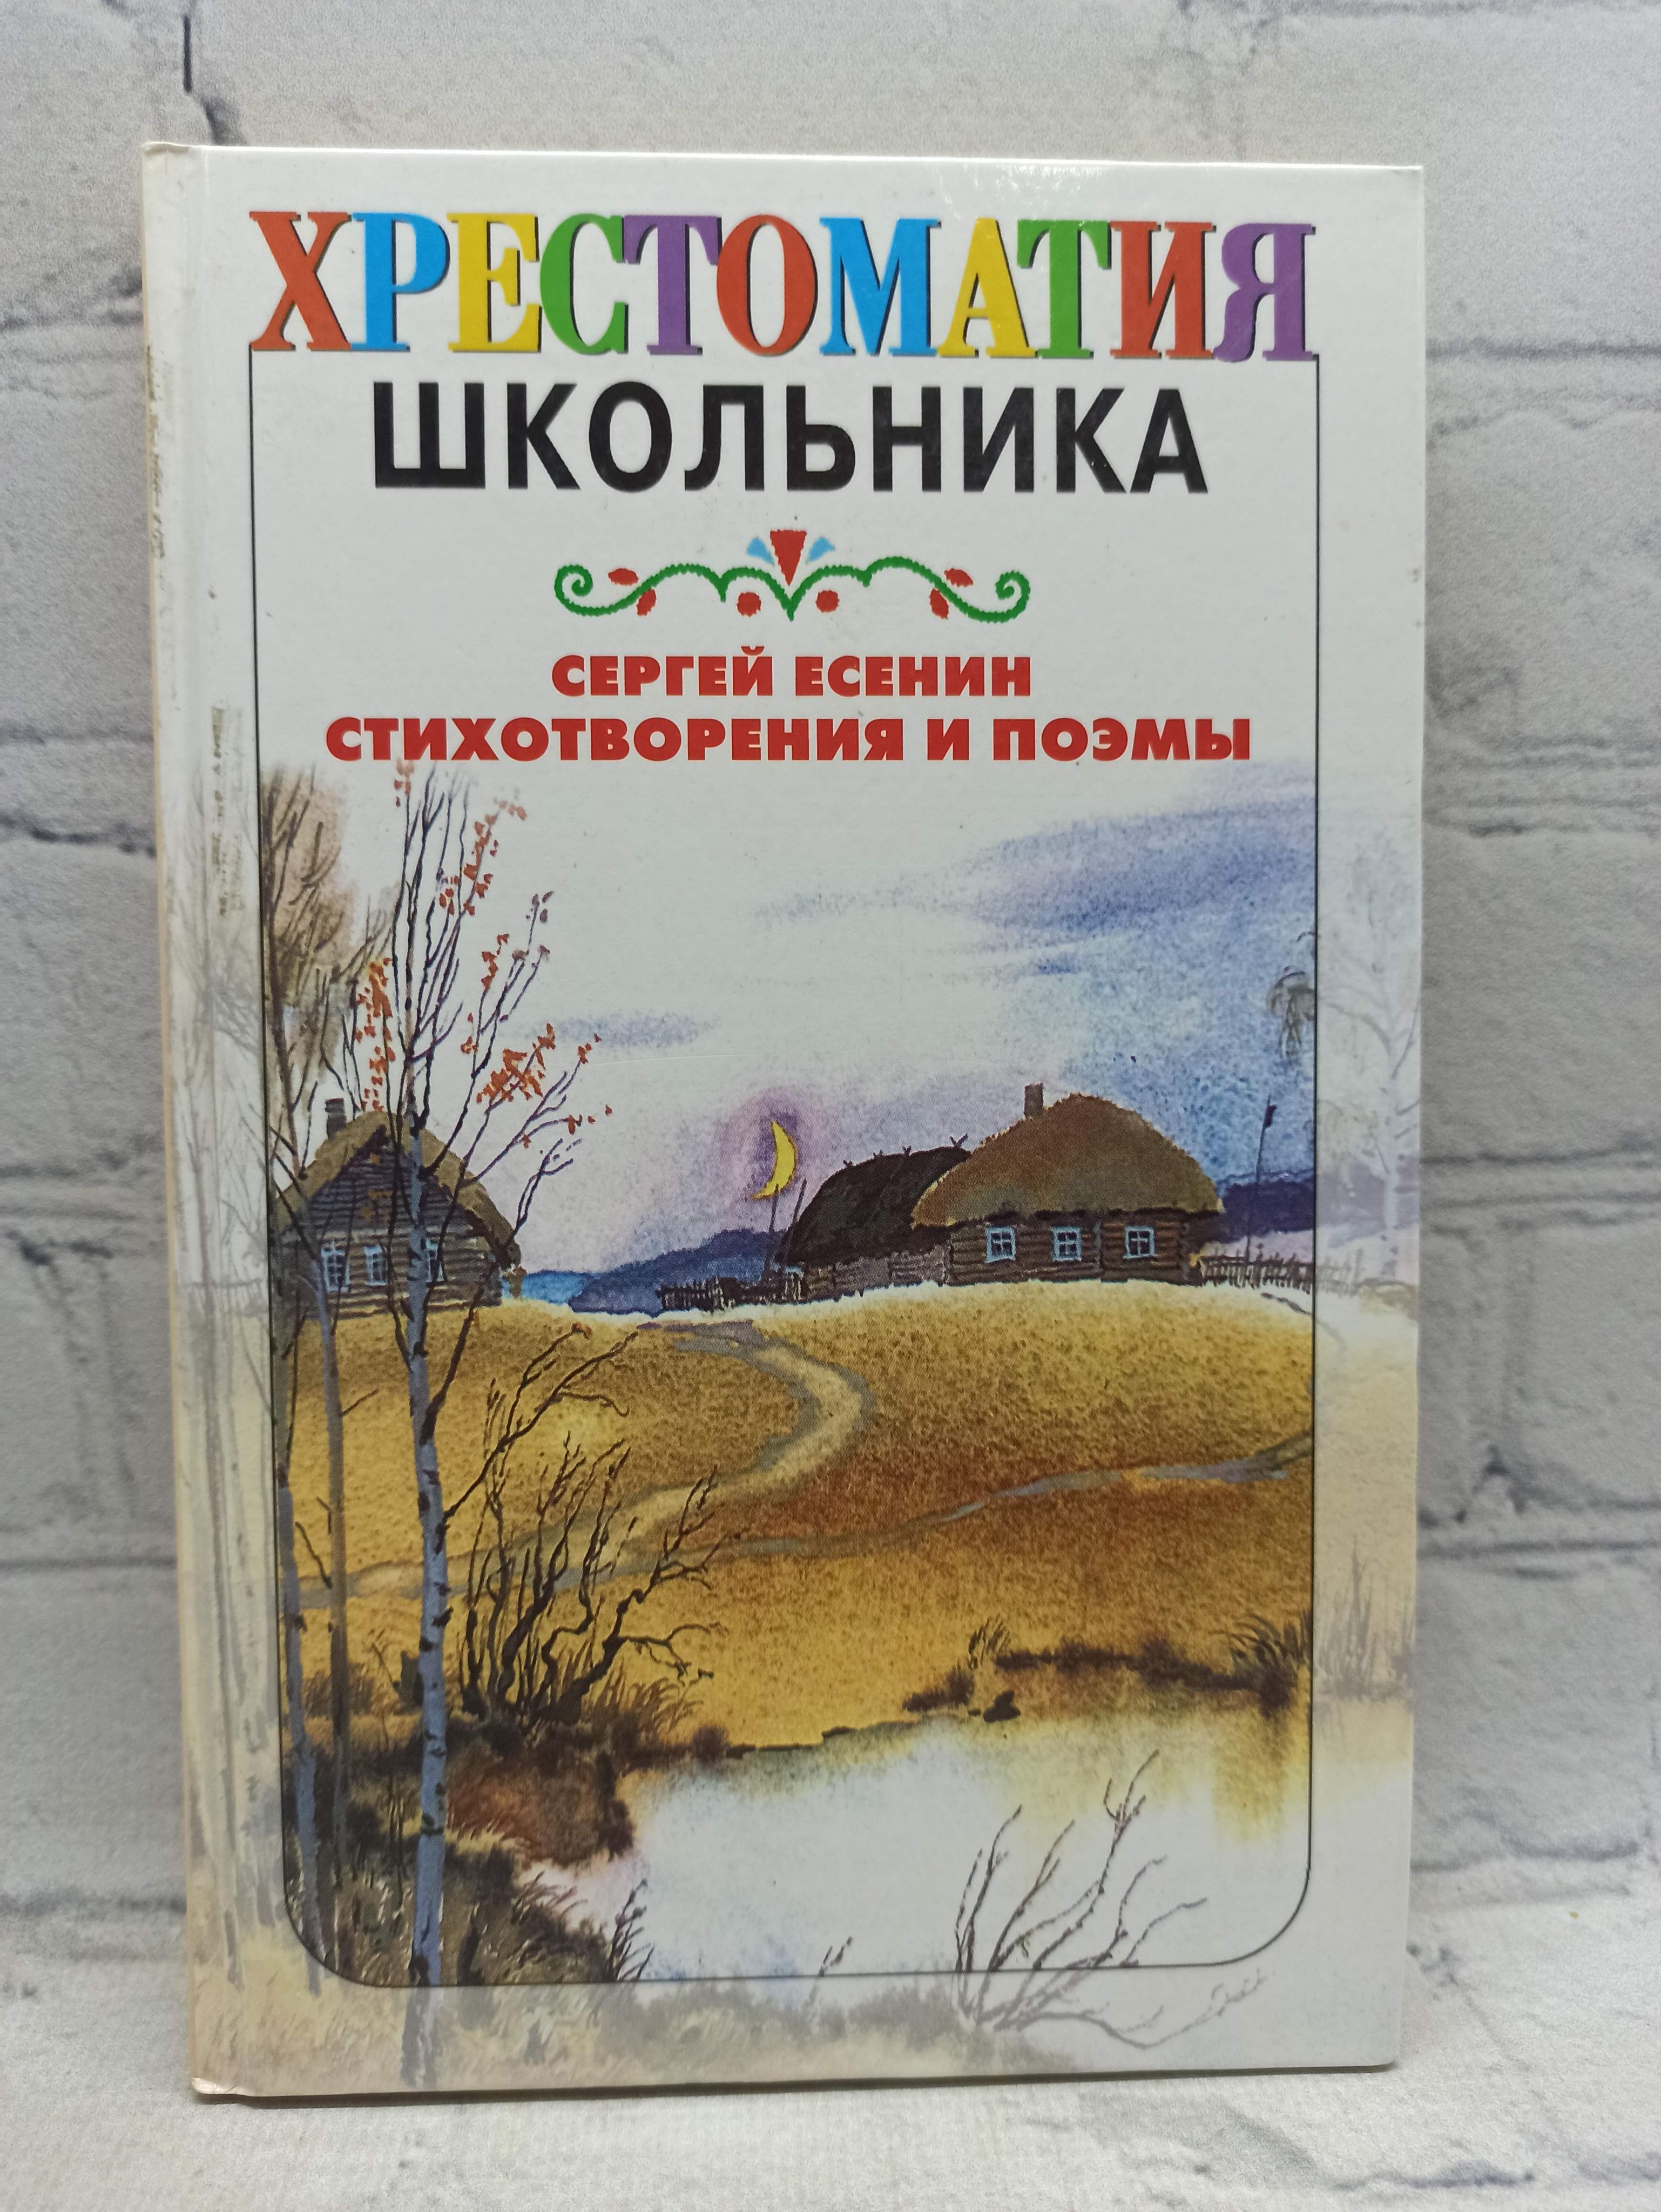 ХРЕСТОМАТИЯ
ШКОЛЬНИКА
СЕРГЕЙ ЕСЕНИН
СТИХОТВОРЕНИЯ И ПОЭМЫ